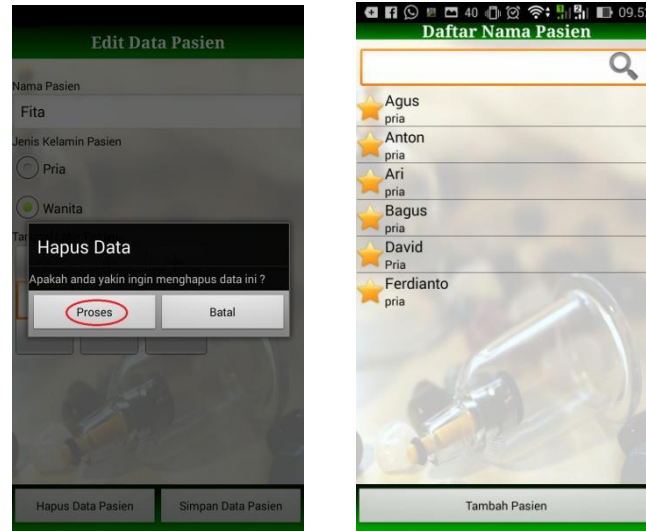 Edit Data Pasien
Nama Pasien
Fita
Jenis Kelamin Pasien
Pria
Wanita
Hapus Data
Apakah anda yakin ingin menghapus data ini ?
Proses
Batal
Hapus Data Pasien
Simpan Data Pasien
40
Daftar Nama Pasien
Agus
pria
Anton
pria
Ari
pria
Bagus
pria
David
Pria
Ferdianto
pria
Tambah Pasien